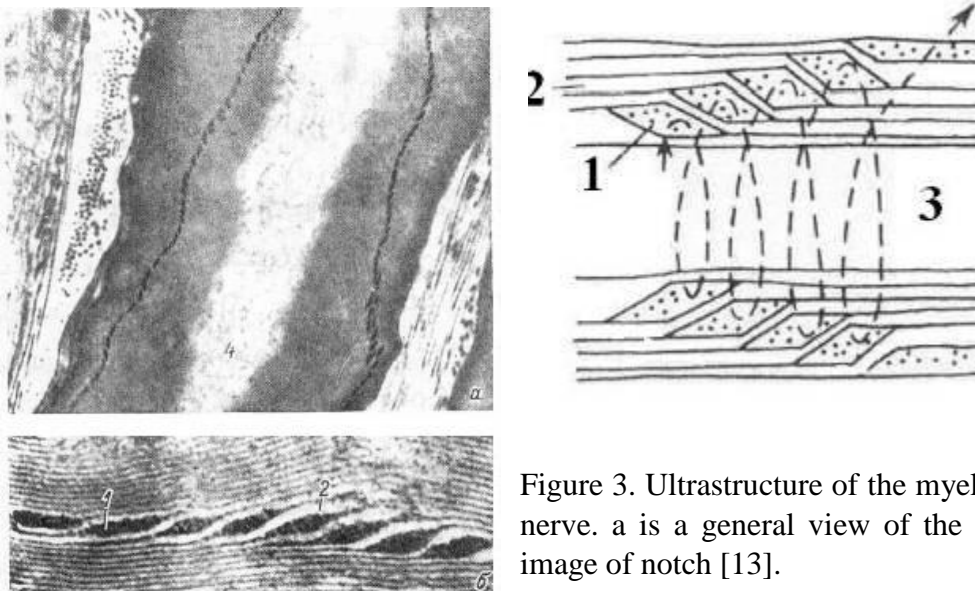 4
а
1
2
б
2
1
3
Figure 3. Ultrastructure of the myel
nerve. a is a general view of the
image of notch [13].